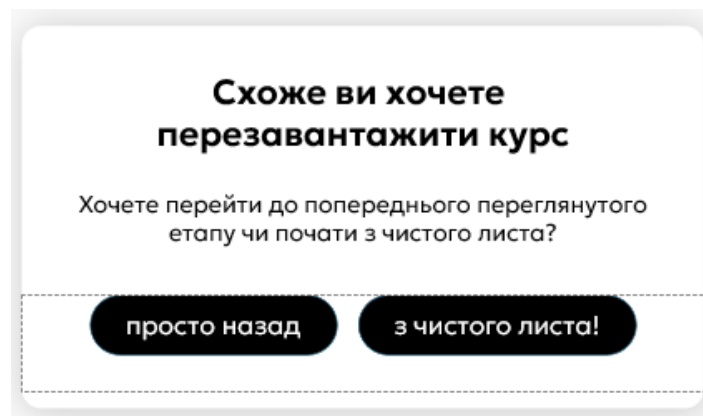 Схоже ви хочете
перезавантажити курс
Хочете перейти до попереднього переглянутого
етапу чи почати з чистого листа?
просто назад
з чистого листа!